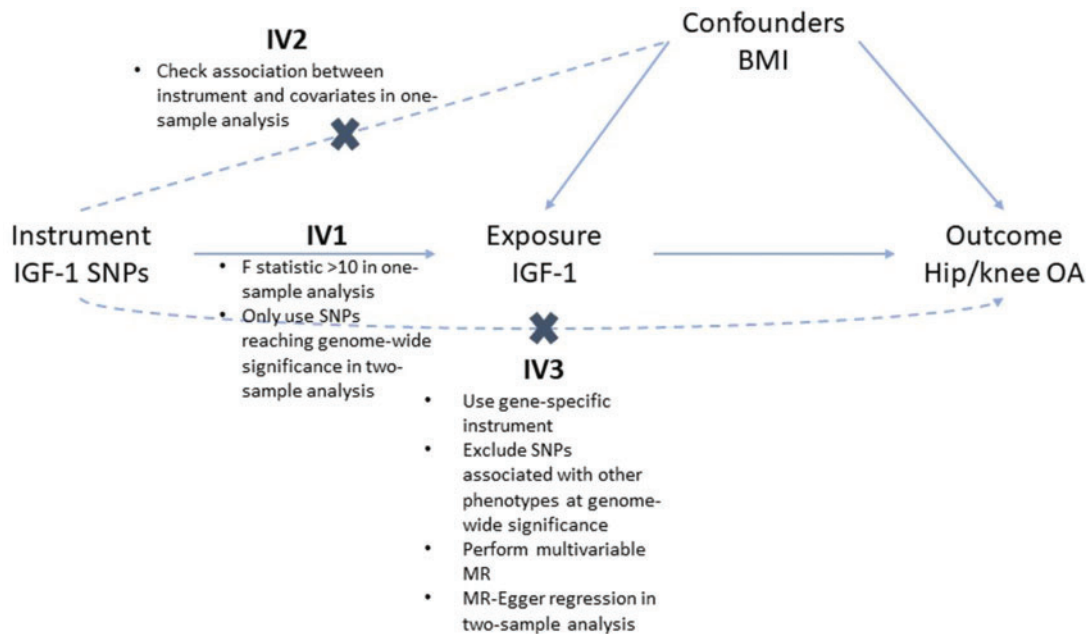 IV2
• Check association between
instrument and covariates in one-
sample analysis
Confounders
BMI
Instrument
IGF-1 SNPs
IV1
• F statistic >10 in one-
sample analysis
• Only use SNPs
reaching genome-wide
significance in two-
sample analysis
Exposure
IGF-1
Outcome
Hip/knee OA
IV3
• Use gene-specific
instrument
• Exclude SNPs
associated with other
phenotypes at genome-
wide significance
• Perform multivariable
MR
• MR-Egger regression in
two-sample analysis